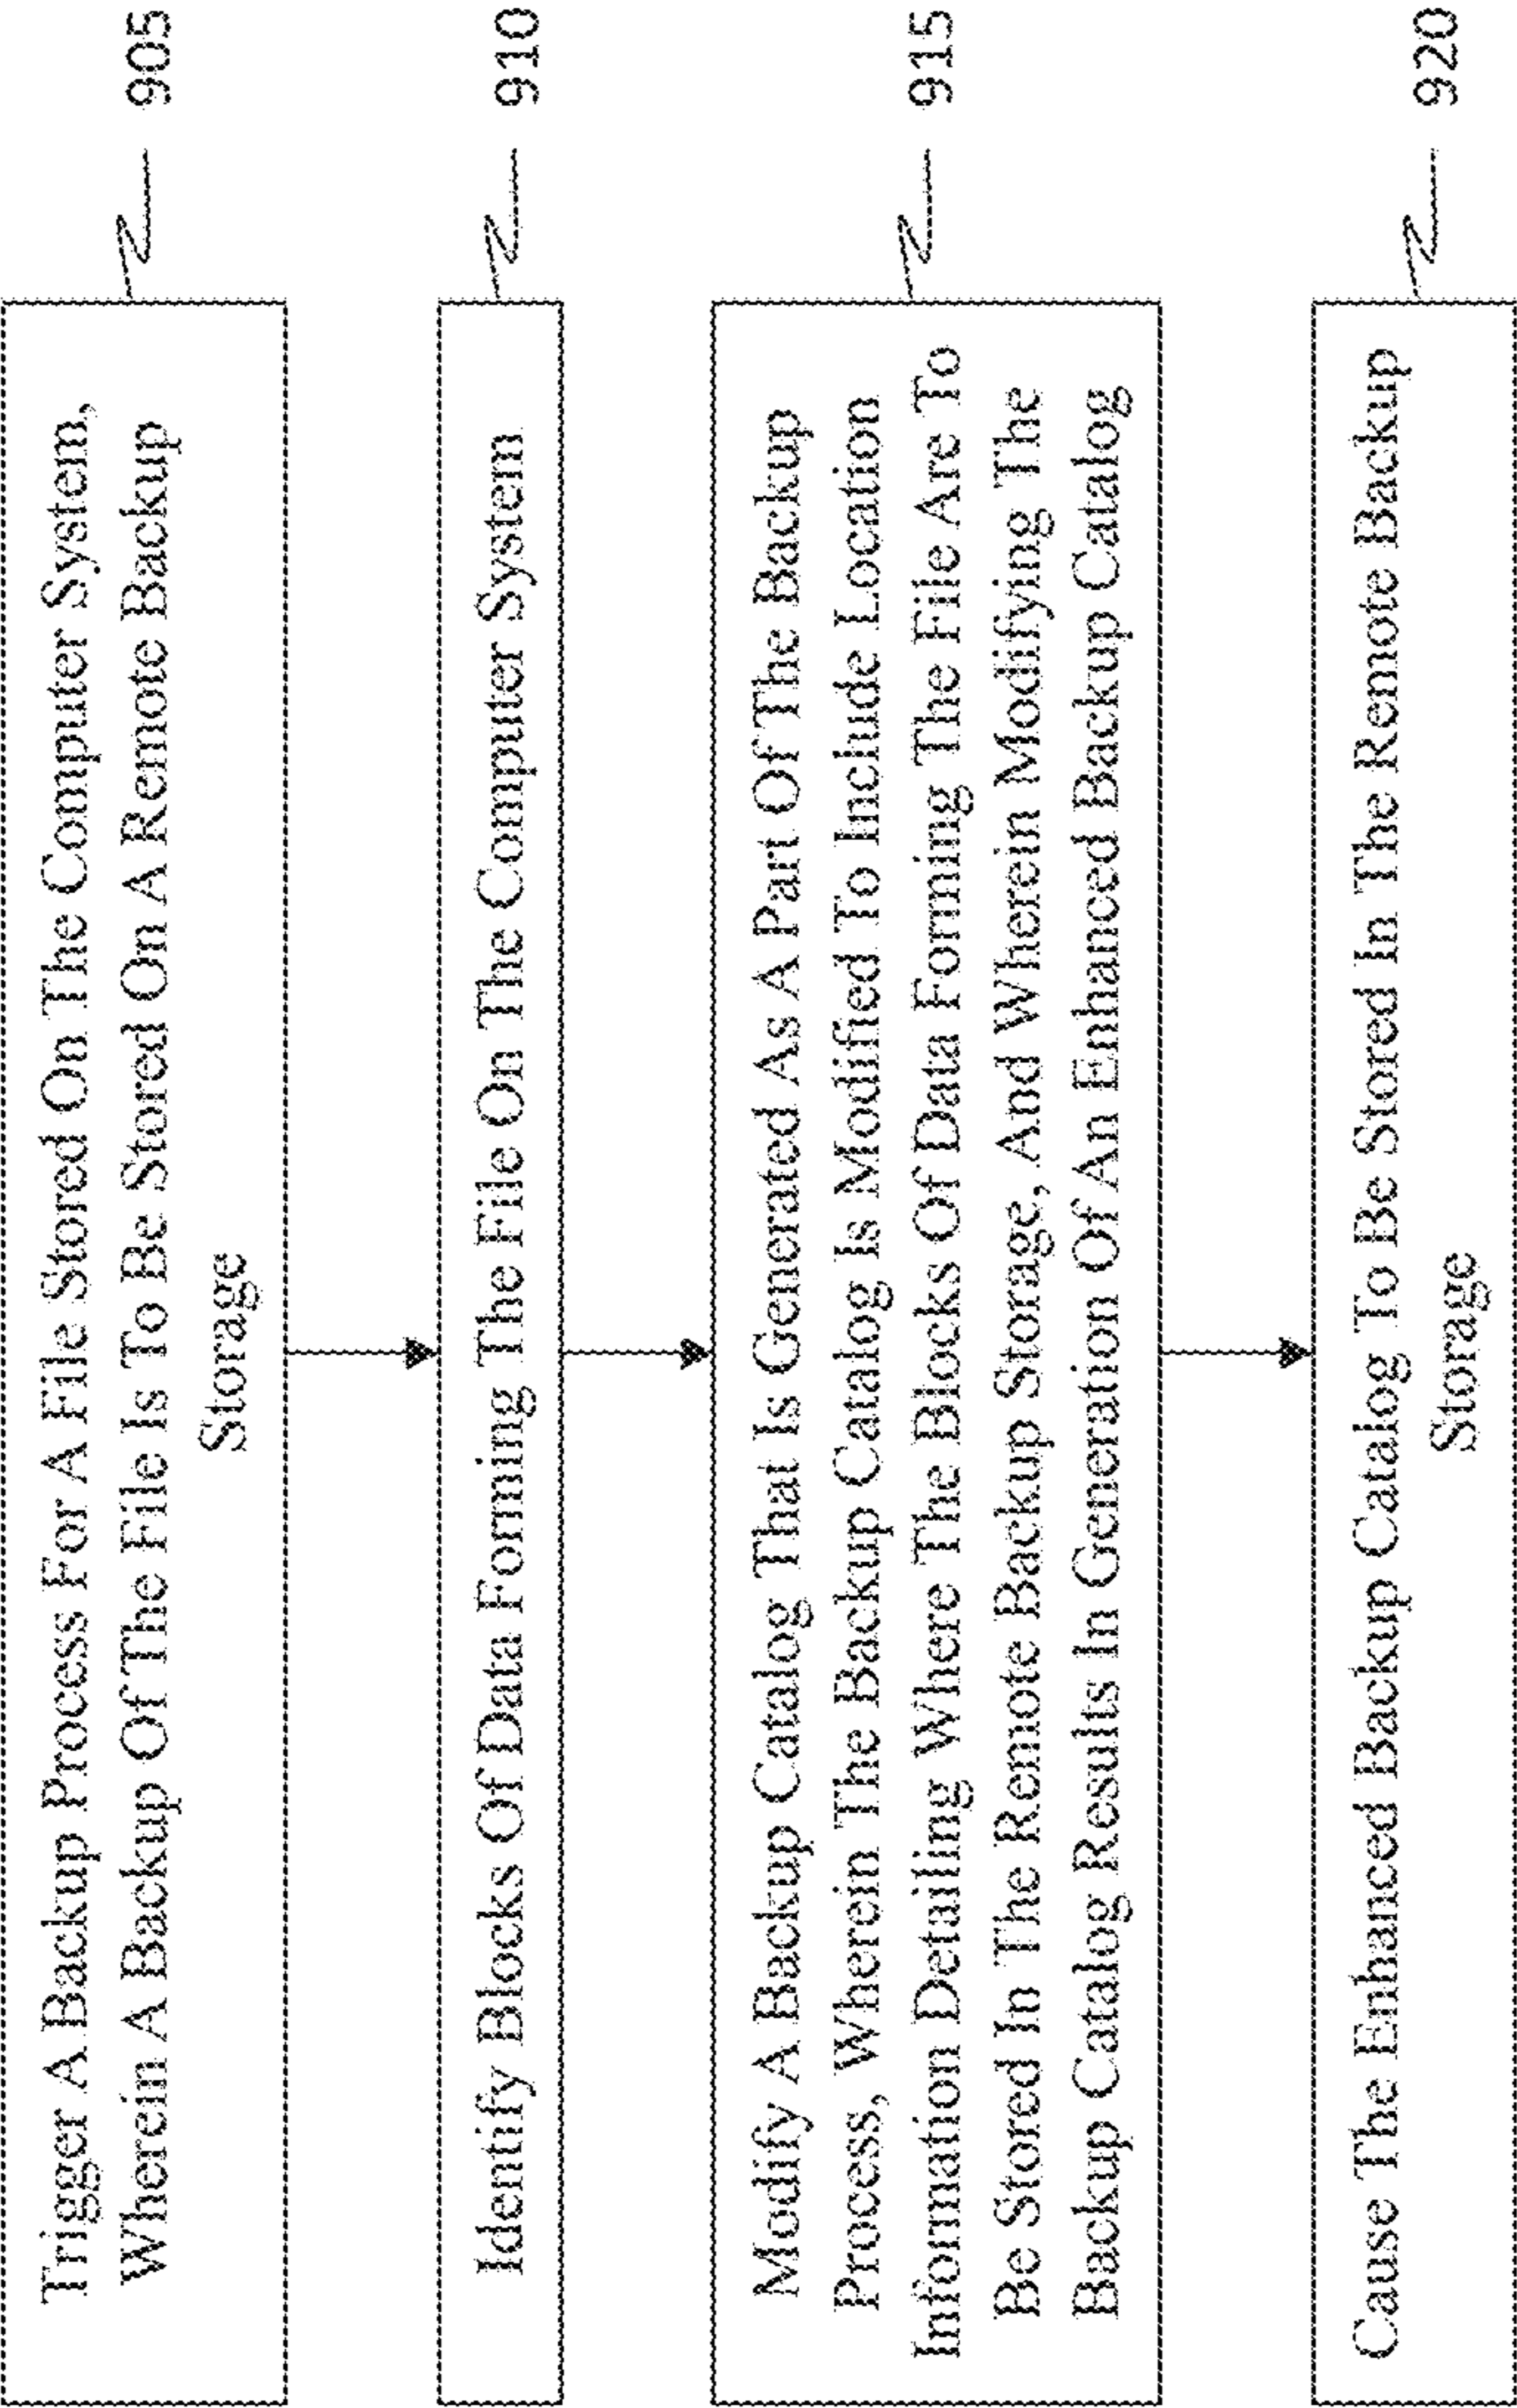 Trigger A Backup Process For A File Stored On The Computer System,
Wherein A Backup Of The File Is To Be Stored On A Remote Backup
Storage
905
Identify Blocks Of Data Forming The File On The Computer System
910
Modify A Backup Catalog That Is Generated As A Part Of The Backup
Process, Wherein The Backup Catalog Is Modified To Include Location
Information Detailing Where The Blocks Of Data Forming The File Are To
Be Stored In The Remote Backup Storage, And Wherein Modifying The
Backup Catalog Results In Generation Of An Enhanced Backup Catalog
915
Cause The Enhanced Backup Catalog To Be Stored In The Remote Backup
Storage
920